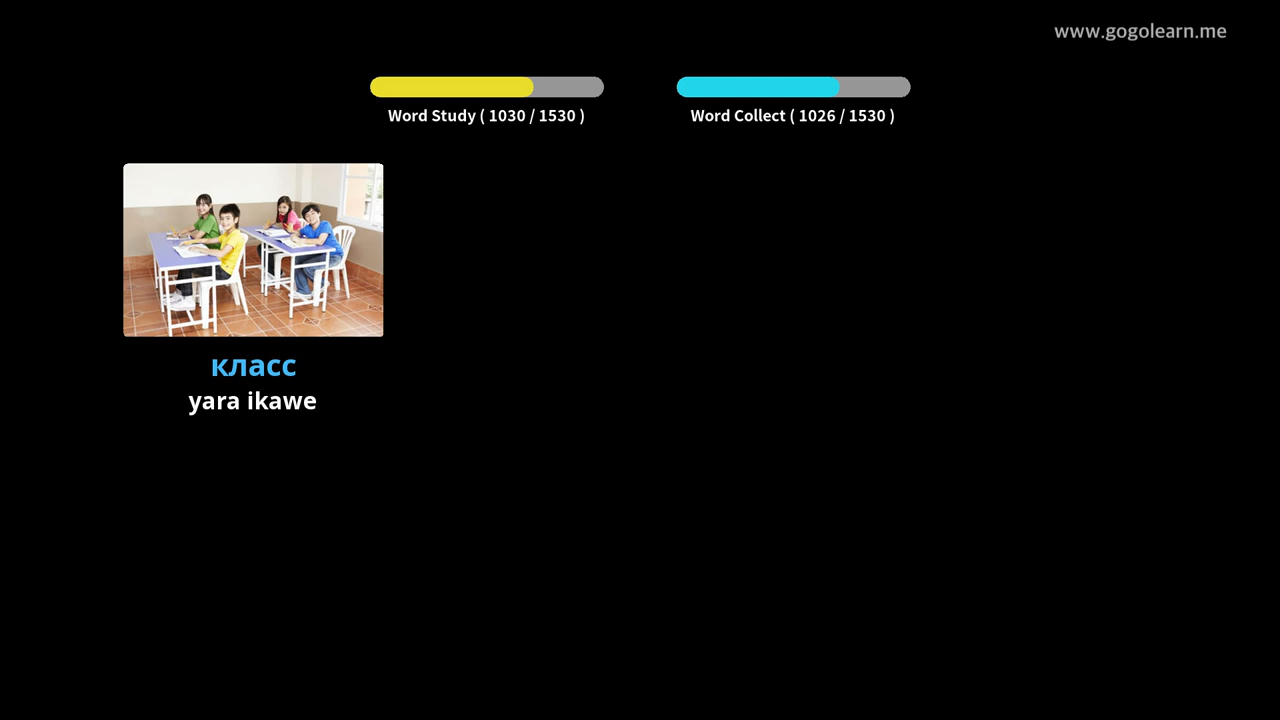 www.gogolearn.me
Word Study ( 1030 / 1530 )
Word Collect ( 1026 / 1530 )
класс
yara ikawe